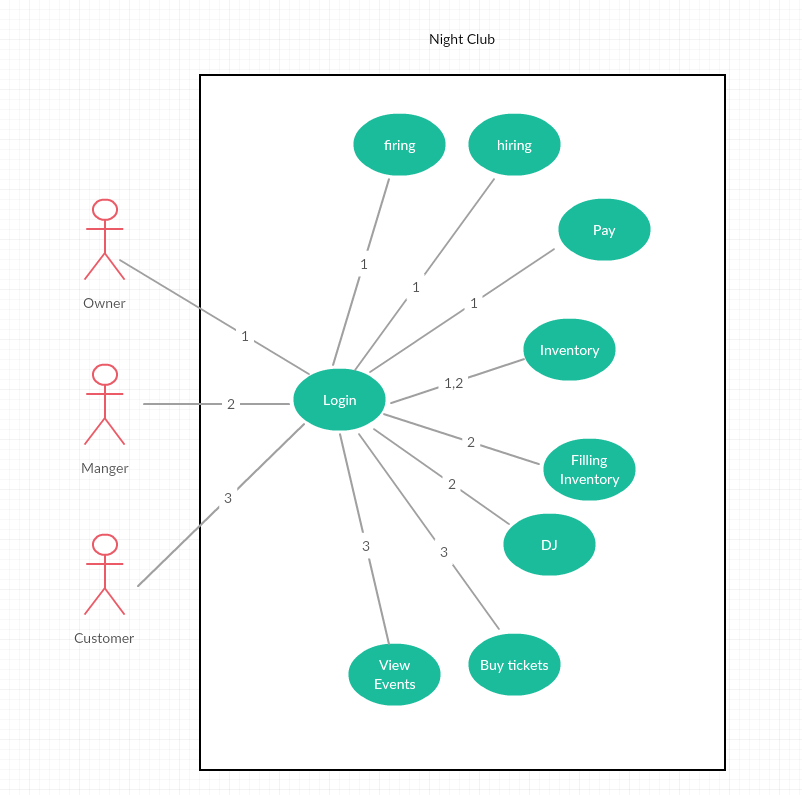 Night Club
firing
hiring
Pay
Owner
1
1
1
1
Inventory
1,2
Login
Manger
2
2
Filling
Inventory
2
3
DJ
3
3
Customer
View
Events
Buy tickets